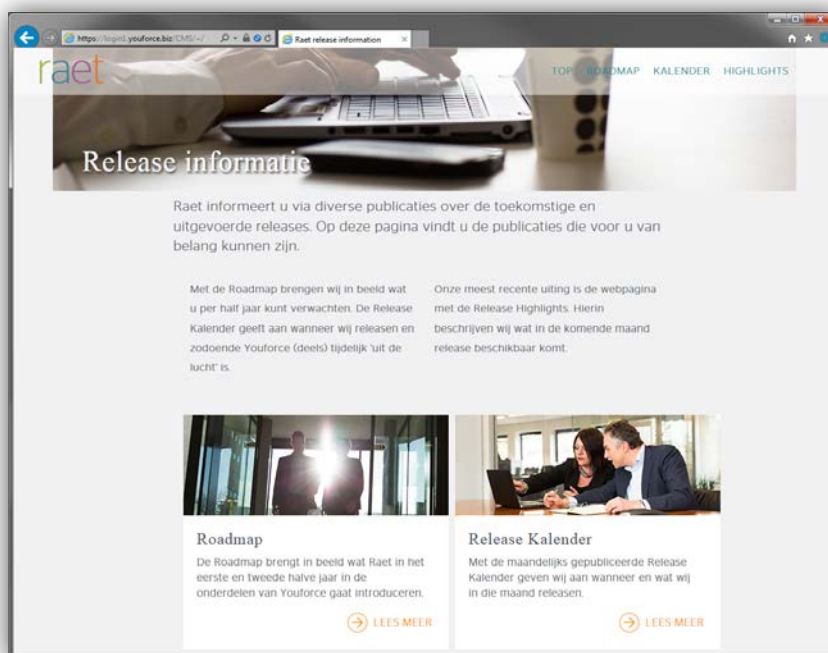 https://login1.youforce.biz/CMS/~/
Raet release information
raet
TOP ROADMAP KALENDER HIGHLIGHTS
Release informatie
Raet informeert u via diverse publicaties over de toekomstige en
uitgevoerde releases. Op deze pagina vindt u de publicaties die voor u van
belang kunnen zijn.
Met de Roadmap brengen wij in beeld wat
u per half jaar kunt verwachten. De Release
Kalender geeft aan wanneer wij releasen en
zodoende Youforce (deels) tijdelijk 'uit de
lucht' is.
Onze meest recente uiting is de webpagina
met de Release Highlights. Hierin
beschrijven wij wat in de komende maand
release beschikbaar komt.
Roadmap
De Roadmap brengt in beeld wat Raet in het
eerste en tweede halve jaar in de
onderdelen van Youforce gaat introduceren.
LEES MEER
Release Kalender
Met de maandelijks gepubliceerde Release
Kalender geven wij aan wanneer en wat wij
in die maand releasen.
LEES MEER